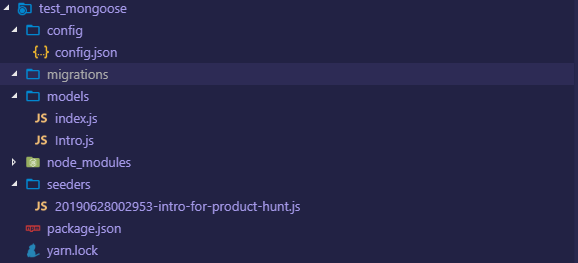 test_mongoose
config
{..} config.json
migrations
models
JS index.js
JS Intro.js
node_modules
seeders
JS 20190628002953-intro-for-product-hunt.js
npm package.json
yarn.lock